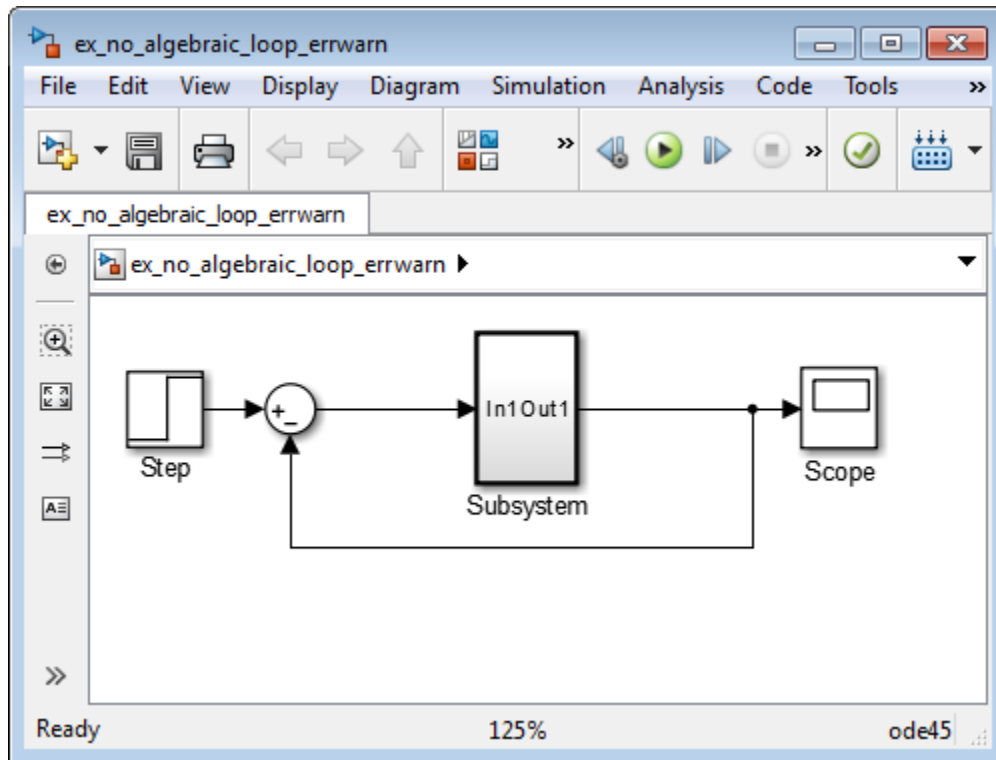 ex_no_algebraic_loop_errwarn
File Edit View Display Diagram Simulation Analysis Code Tools »
ex_no_algebraic_loop_errwarn
ex_no_algebraic_loop_errwarn
In1 Out1
Step
Scope
Subsystem
Ready 125% ode45